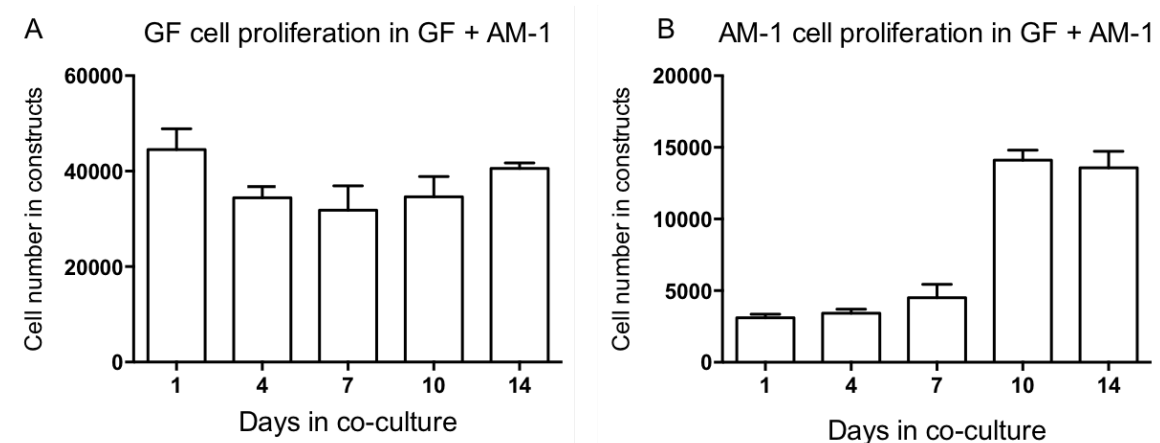 A
GF cell proliferation in GF + AM-1
60000
40000
20000
0
Cell number in constructs
1 4 7 10 14
Days in co-culture
B
AM-1 cell proliferation in GF + AM-1
20000
15000
10000
5000
0
Cell number in constructs
1 4 7 10 14
Days in co-culture